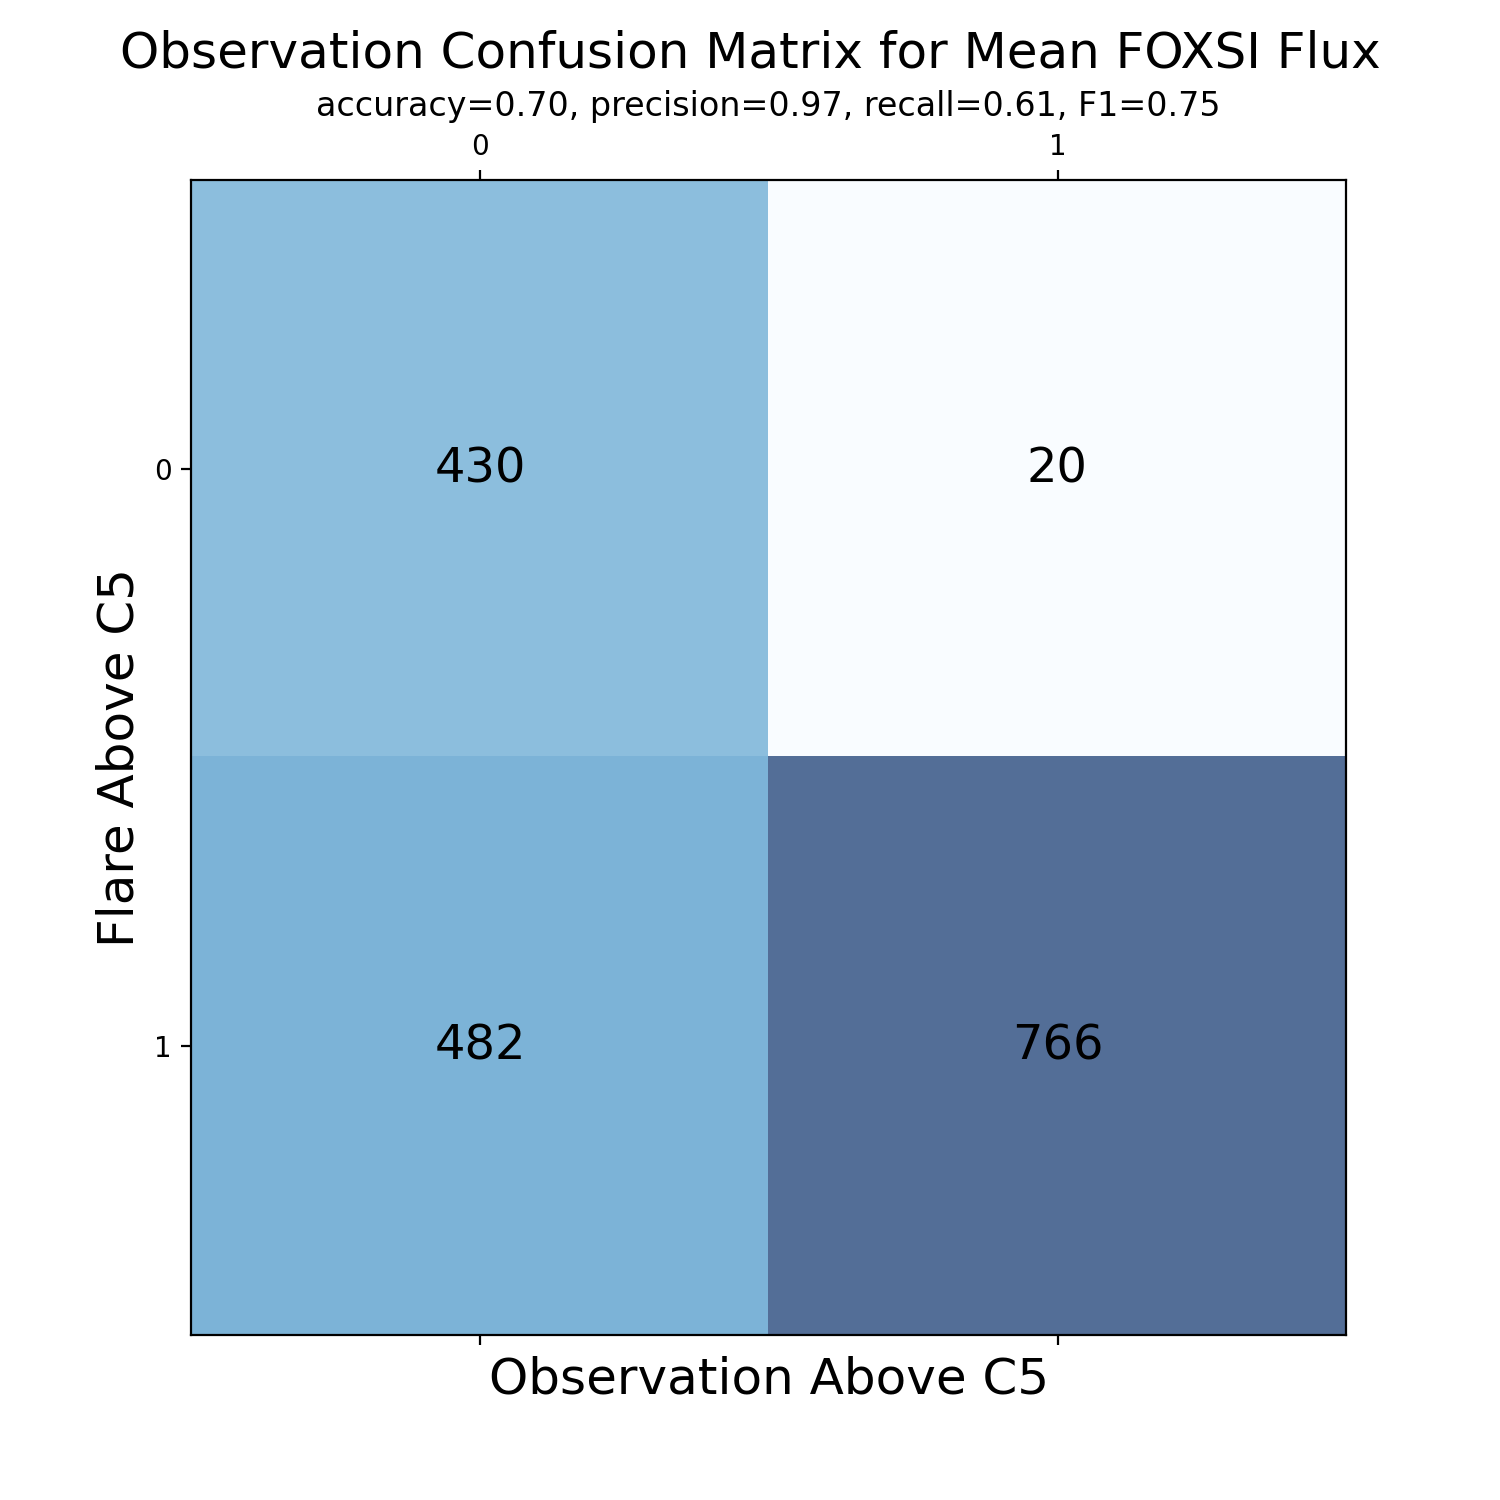 Observation Confusion Matrix for Mean FOXSI Flux
accuracy=0.70, precision=0.97, recall=0.61, F1=0.75
0 1
0 430 20
Flare Above C5
1 482 766
Observation Above C5